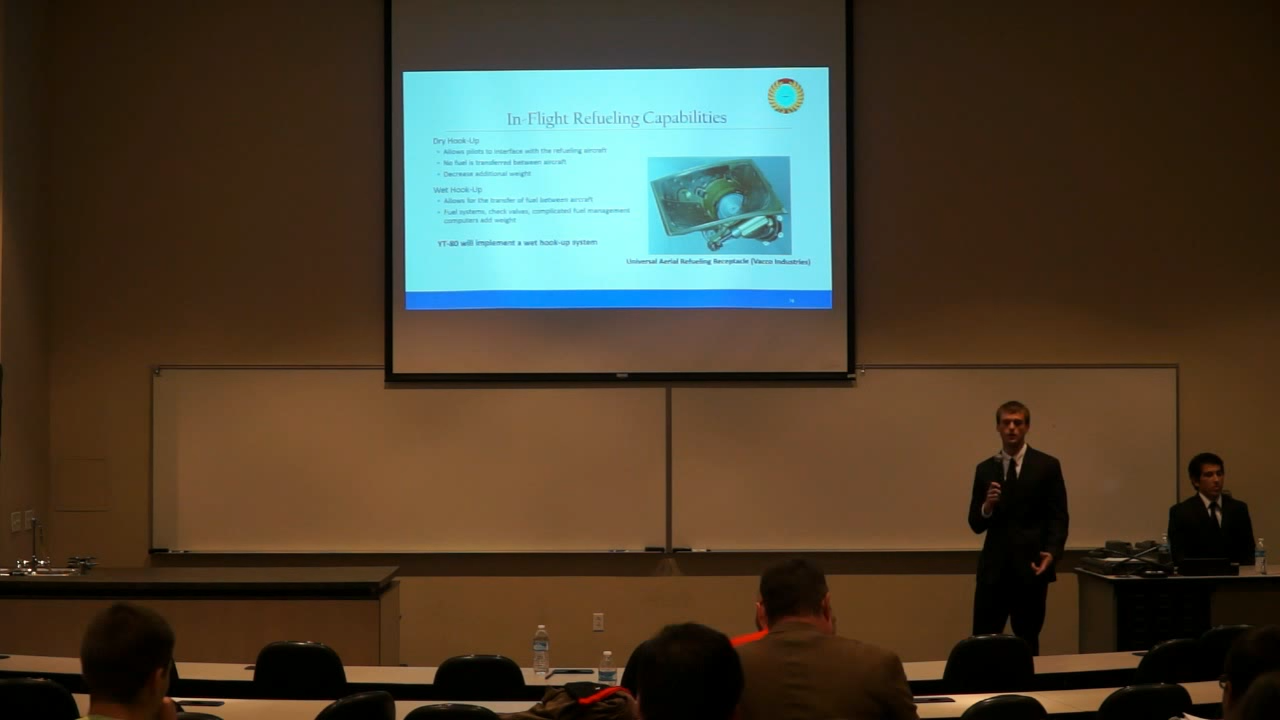 In-Flight Refueling Capabilities
Dry Hook-Up
Allows pilots to interface with the refueling aircraft
No fuel is transferred between aircraft
Decrease additional weight
Wet Hook-Up
Allows for the transfer of fuel between aircraft
Fuel systems, check valves, complicated fuel management
computers add weight
YT-80 will implement a wet hook-up system
Universal Aerial Refueling Receptacle (Vacco Industries)